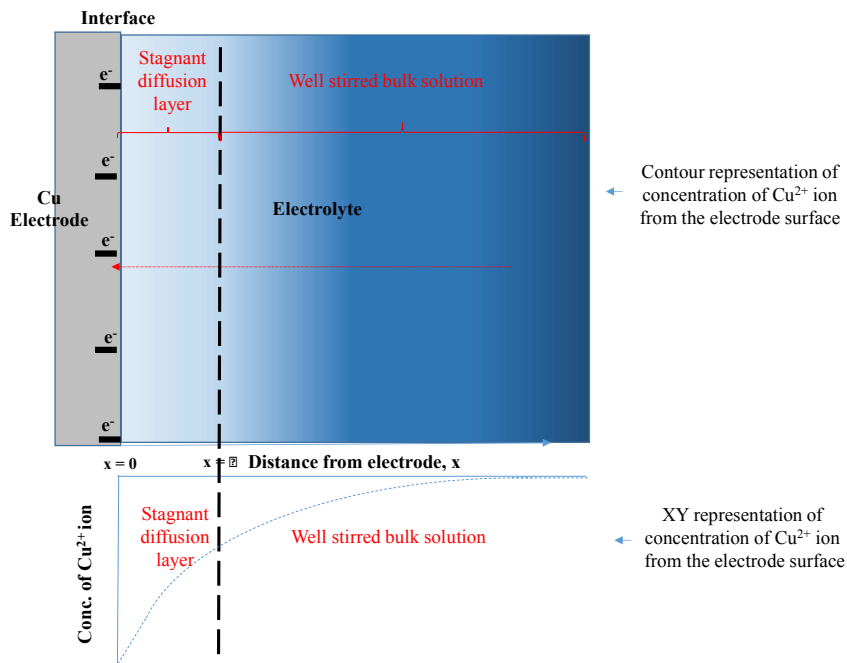 Interface
Stagnant
diffusion
layer
Well stirred bulk solution
e-
e-
e-
e-
e-
Cu
Electrode
Electrolyte
Contour representation of
concentration of Cu²⁺ ion
from the electrode surface
x = 0
x =
Distance from electrode, x
Conc. of Cu²⁺ ion
Stagnant
diffusion
layer
Well stirred bulk solution
XY representation of
concentration of Cu²⁺ ion
from the electrode surface